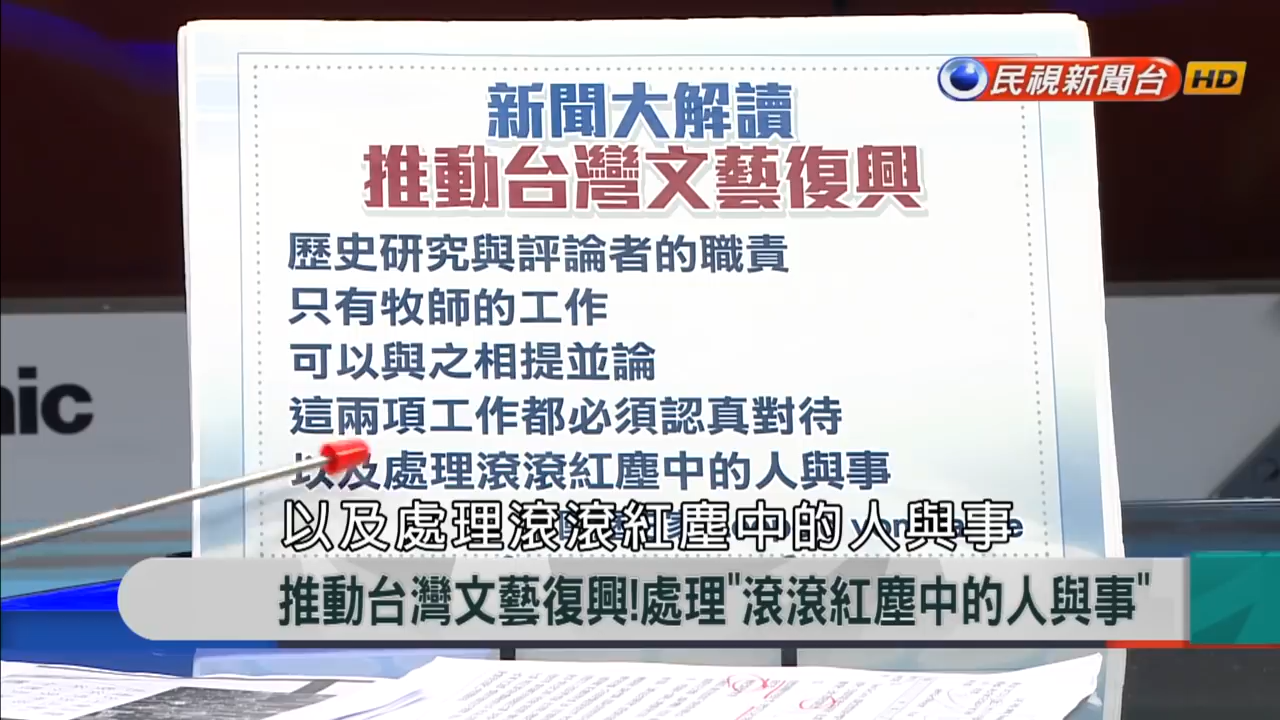 民視新聞台 HD
新聞大解讀
推動台灣文藝復興
歷史研究與評論者的職責
只有牧師的工作
可以與之相提並論
這兩項工作都必須認真對待
以及處理滾滾紅塵中的人與事
以及處理滾滾紅塵中的人與事
推動台灣文藝復興!處理"滾滾紅塵中的人與事"
nic